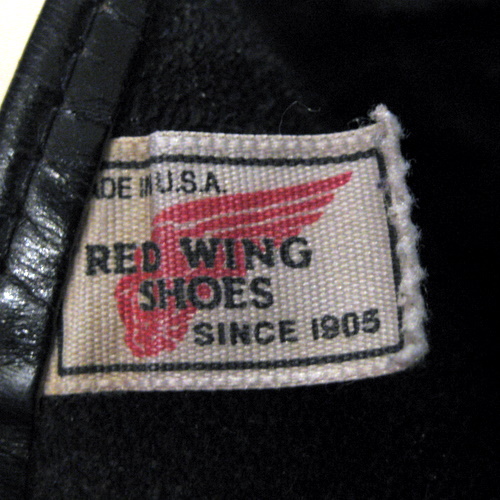 ADE IN U.S.A.
RED WING
SHOES
SINCE 1905